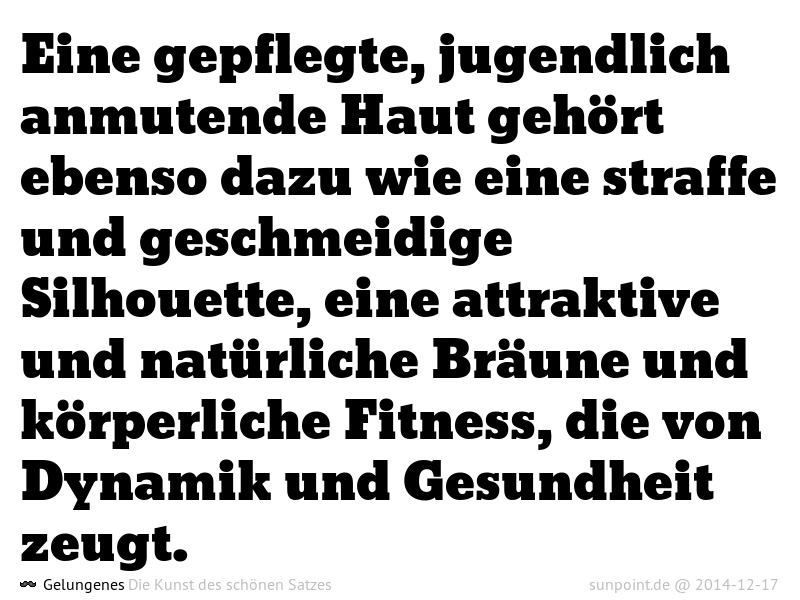 Eine gepflegte, jugendlich
anmutende Haut gehört
ebenso dazu wie eine straffe
und geschmeidige
Silhouette, eine attraktive
und natürliche Bräune und
körperliche Fitness, die von
Dynamik und Gesundheit
zeugt.
Gelungenes Die Kunst des schönen Satzes
sunpoint.de @ 2014-12-17